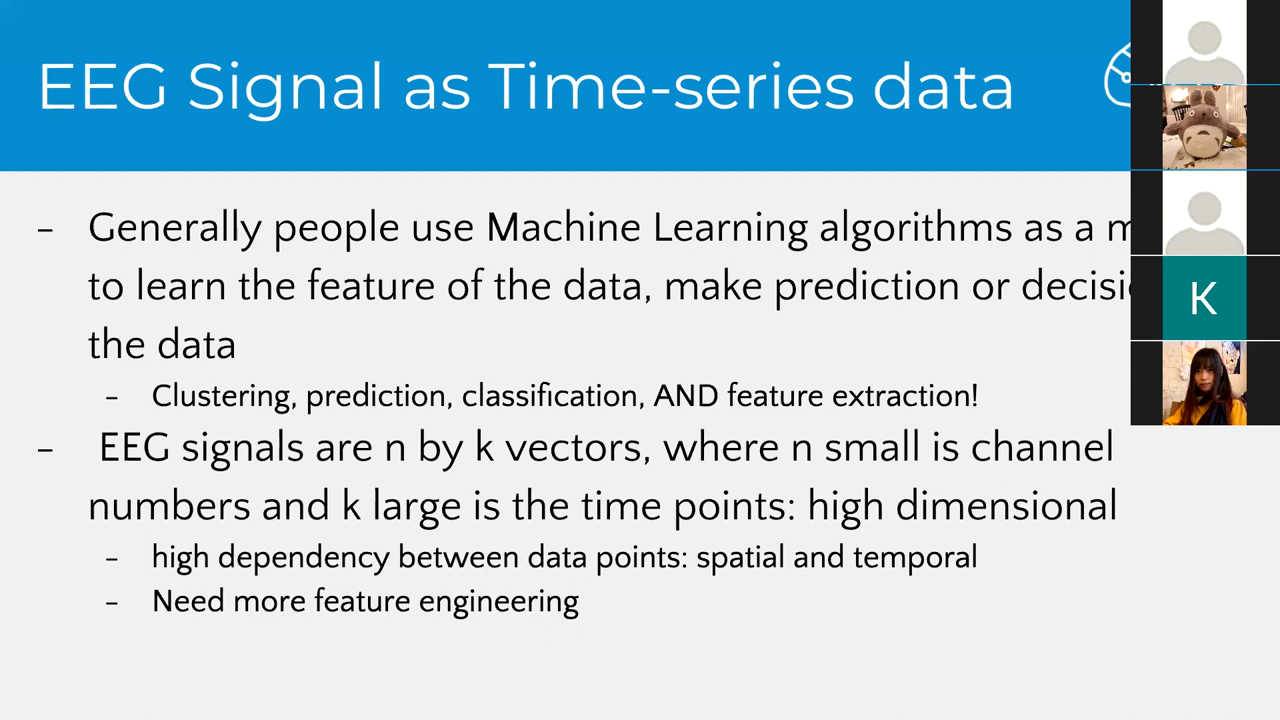 EEG Signal as Time-series data
– Generally people use Machine Learning algorithms as a
to learn the feature of the data, make prediction or
the data
– Clustering, prediction, classification, AND feature extraction!
– EEG signals are n by k vectors, where n small is channel
numbers and k large is the time points: high dimensional
– high dependency between data points: spatial and temporal
– Need more feature engineering
K